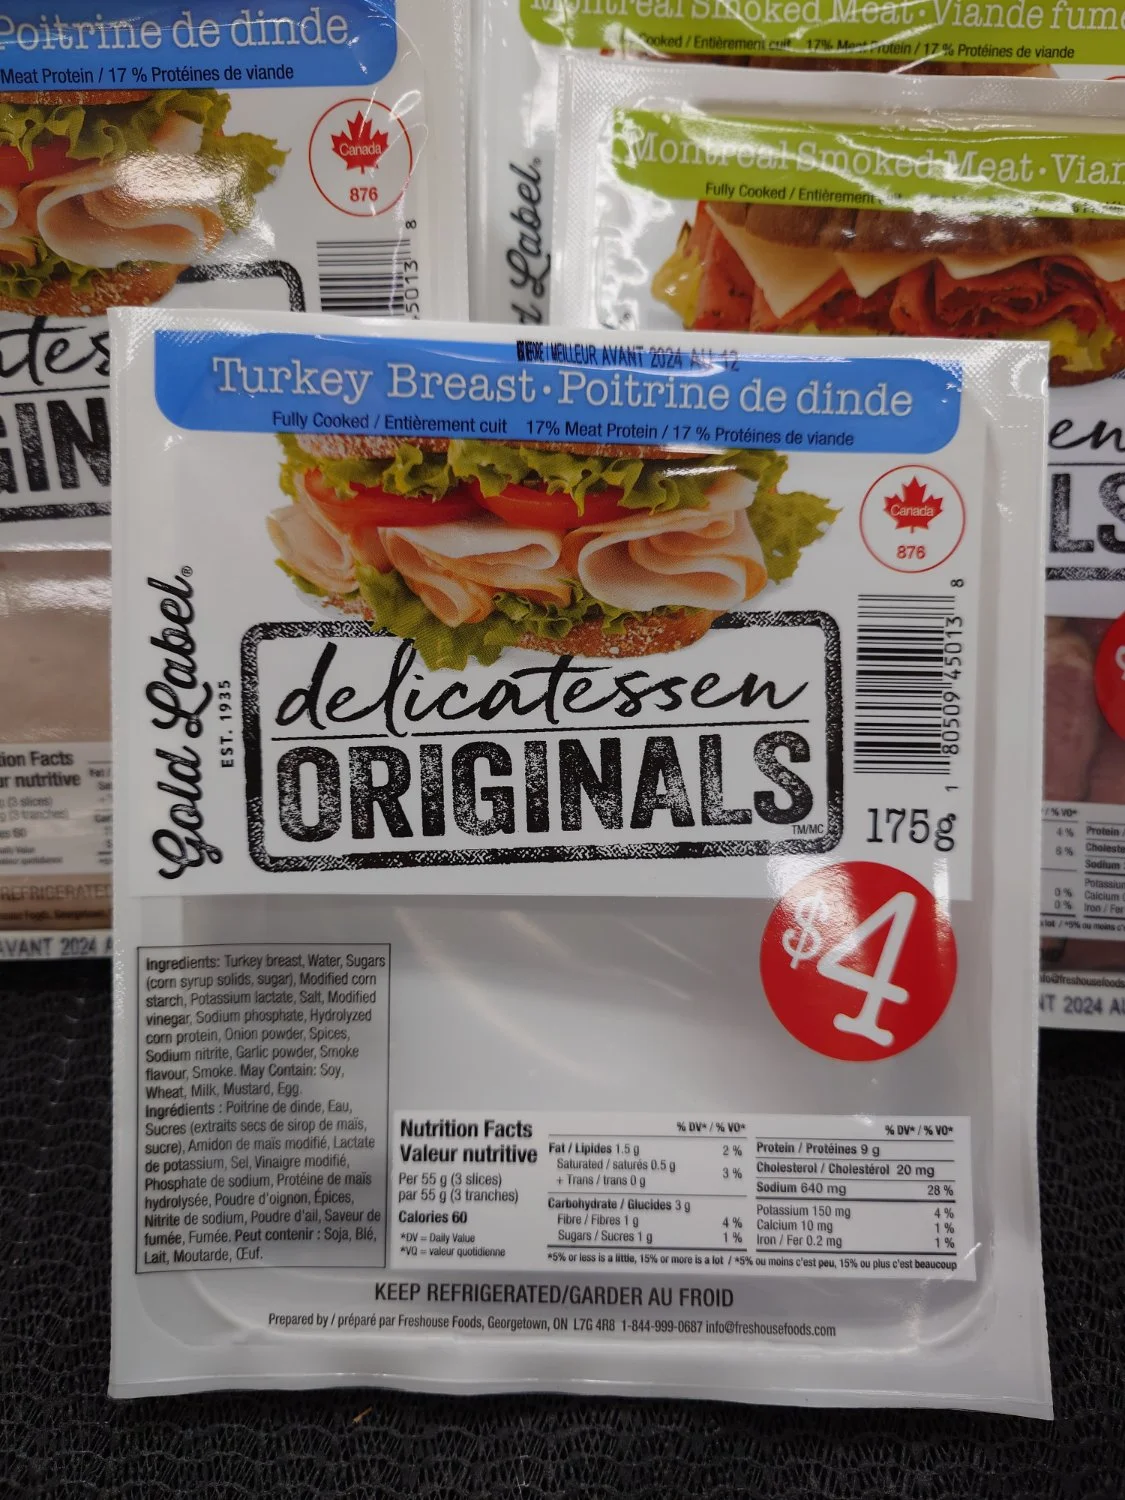 Poitrine de dinde
Meat Protein / 17 % Protéines de viande
Canada
876
Montréal Smoked Meat · Viande
Cooked / Entièrement cuit 17% Meat Protein / 17 % Protéines de viande
Montreal Smoked Meat ·
Fully Cooked / Entièrement
Label®
BEFORE / MEILLEUR AVANT 2024 AU 12
Turkey Breast · Poitrine de dinde
Fully Cooked / Entièrement cuit 17% Meat Protein / 17 % Protéines de viande
Canada
876
Gold Label®
EST. 1935
delicatessen
ORIGINALS
TM/MC
1 80509 45013 8
175g
$4
Ingredients: Turkey breast, Water, Sugars
(corn syrup solids, sugar), Modified corn
starch, Potassium lactate, Salt, Modified
vinegar, Sodium phosphate, Hydrolyzed
corn protein, Onion powder, Spices,
Sodium nitrite, Garlic powder, Smoke
flavour, Smoke. May Contain: Soy,
Wheat, Milk, Mustard, Egg.
Ingrédients : Poitrine de dinde, Eau,
Sucres (extraits secs de sirop de maïs,
sucre), Amidon de maïs modifié, Lactate
de potassium, Sel, Vinaigre modifié,
Phosphate de sodium, Protéine de maïs
hydrolysée, Poudre d'oignon, Épices,
Nitrite de sodium, Poudre d'ail, Saveur de
fumée, Fumée. Peut contenir : Soja, Blé,
Lait, Moutarde, Œuf.
Nutrition Facts
Valeur nutritive
Per 55 g (3 slices)
par 55 g (3 tranches)
Calories 60
*DV = Daily Value
*VQ = valeur quotidienne
% DV* / % VQ*
Fat / Lipides 1.5 g 2 %
Saturated / saturés 0.5 g
+ Trans / trans 0 g 3 %
Carbohydrate / Glucides 3 g
Fibre / Fibres 1 g 4 %
Sugars / Sucres 1 g 1 %
% DV* / % VQ*
Protein / Protéines 9 g
Cholesterol / Cholestérol 20 mg
Sodium 640 mg 28 %
Potassium 150 mg 4 %
Calcium 10 mg 1 %
Iron / Fer 0.2 mg 1 %
*5% or less is a little, 15% or more is a lot / *5% ou moins c'est peu, 15% ou plus c'est beaucoup
KEEP REFRIGERATED/GARDER AU FROID
Prepared by / préparé par Freshouse Foods, Georgetown, ON L7G 4R8 1-844-999-0687 info@freshousefoods.com